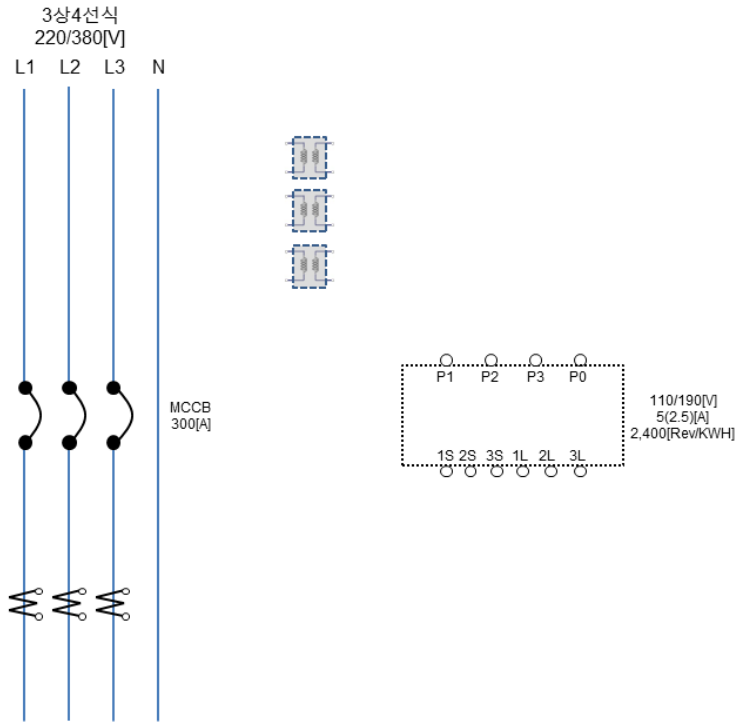 3상4선식
220/380[V]
L1 L2 L3 N
P1 P2 P3 P0
MCCB
300[A]
110/190[V]
5(2.5)[A]
2,400[Rev/KWH]
1S 2S 3S 1L 2L 3L